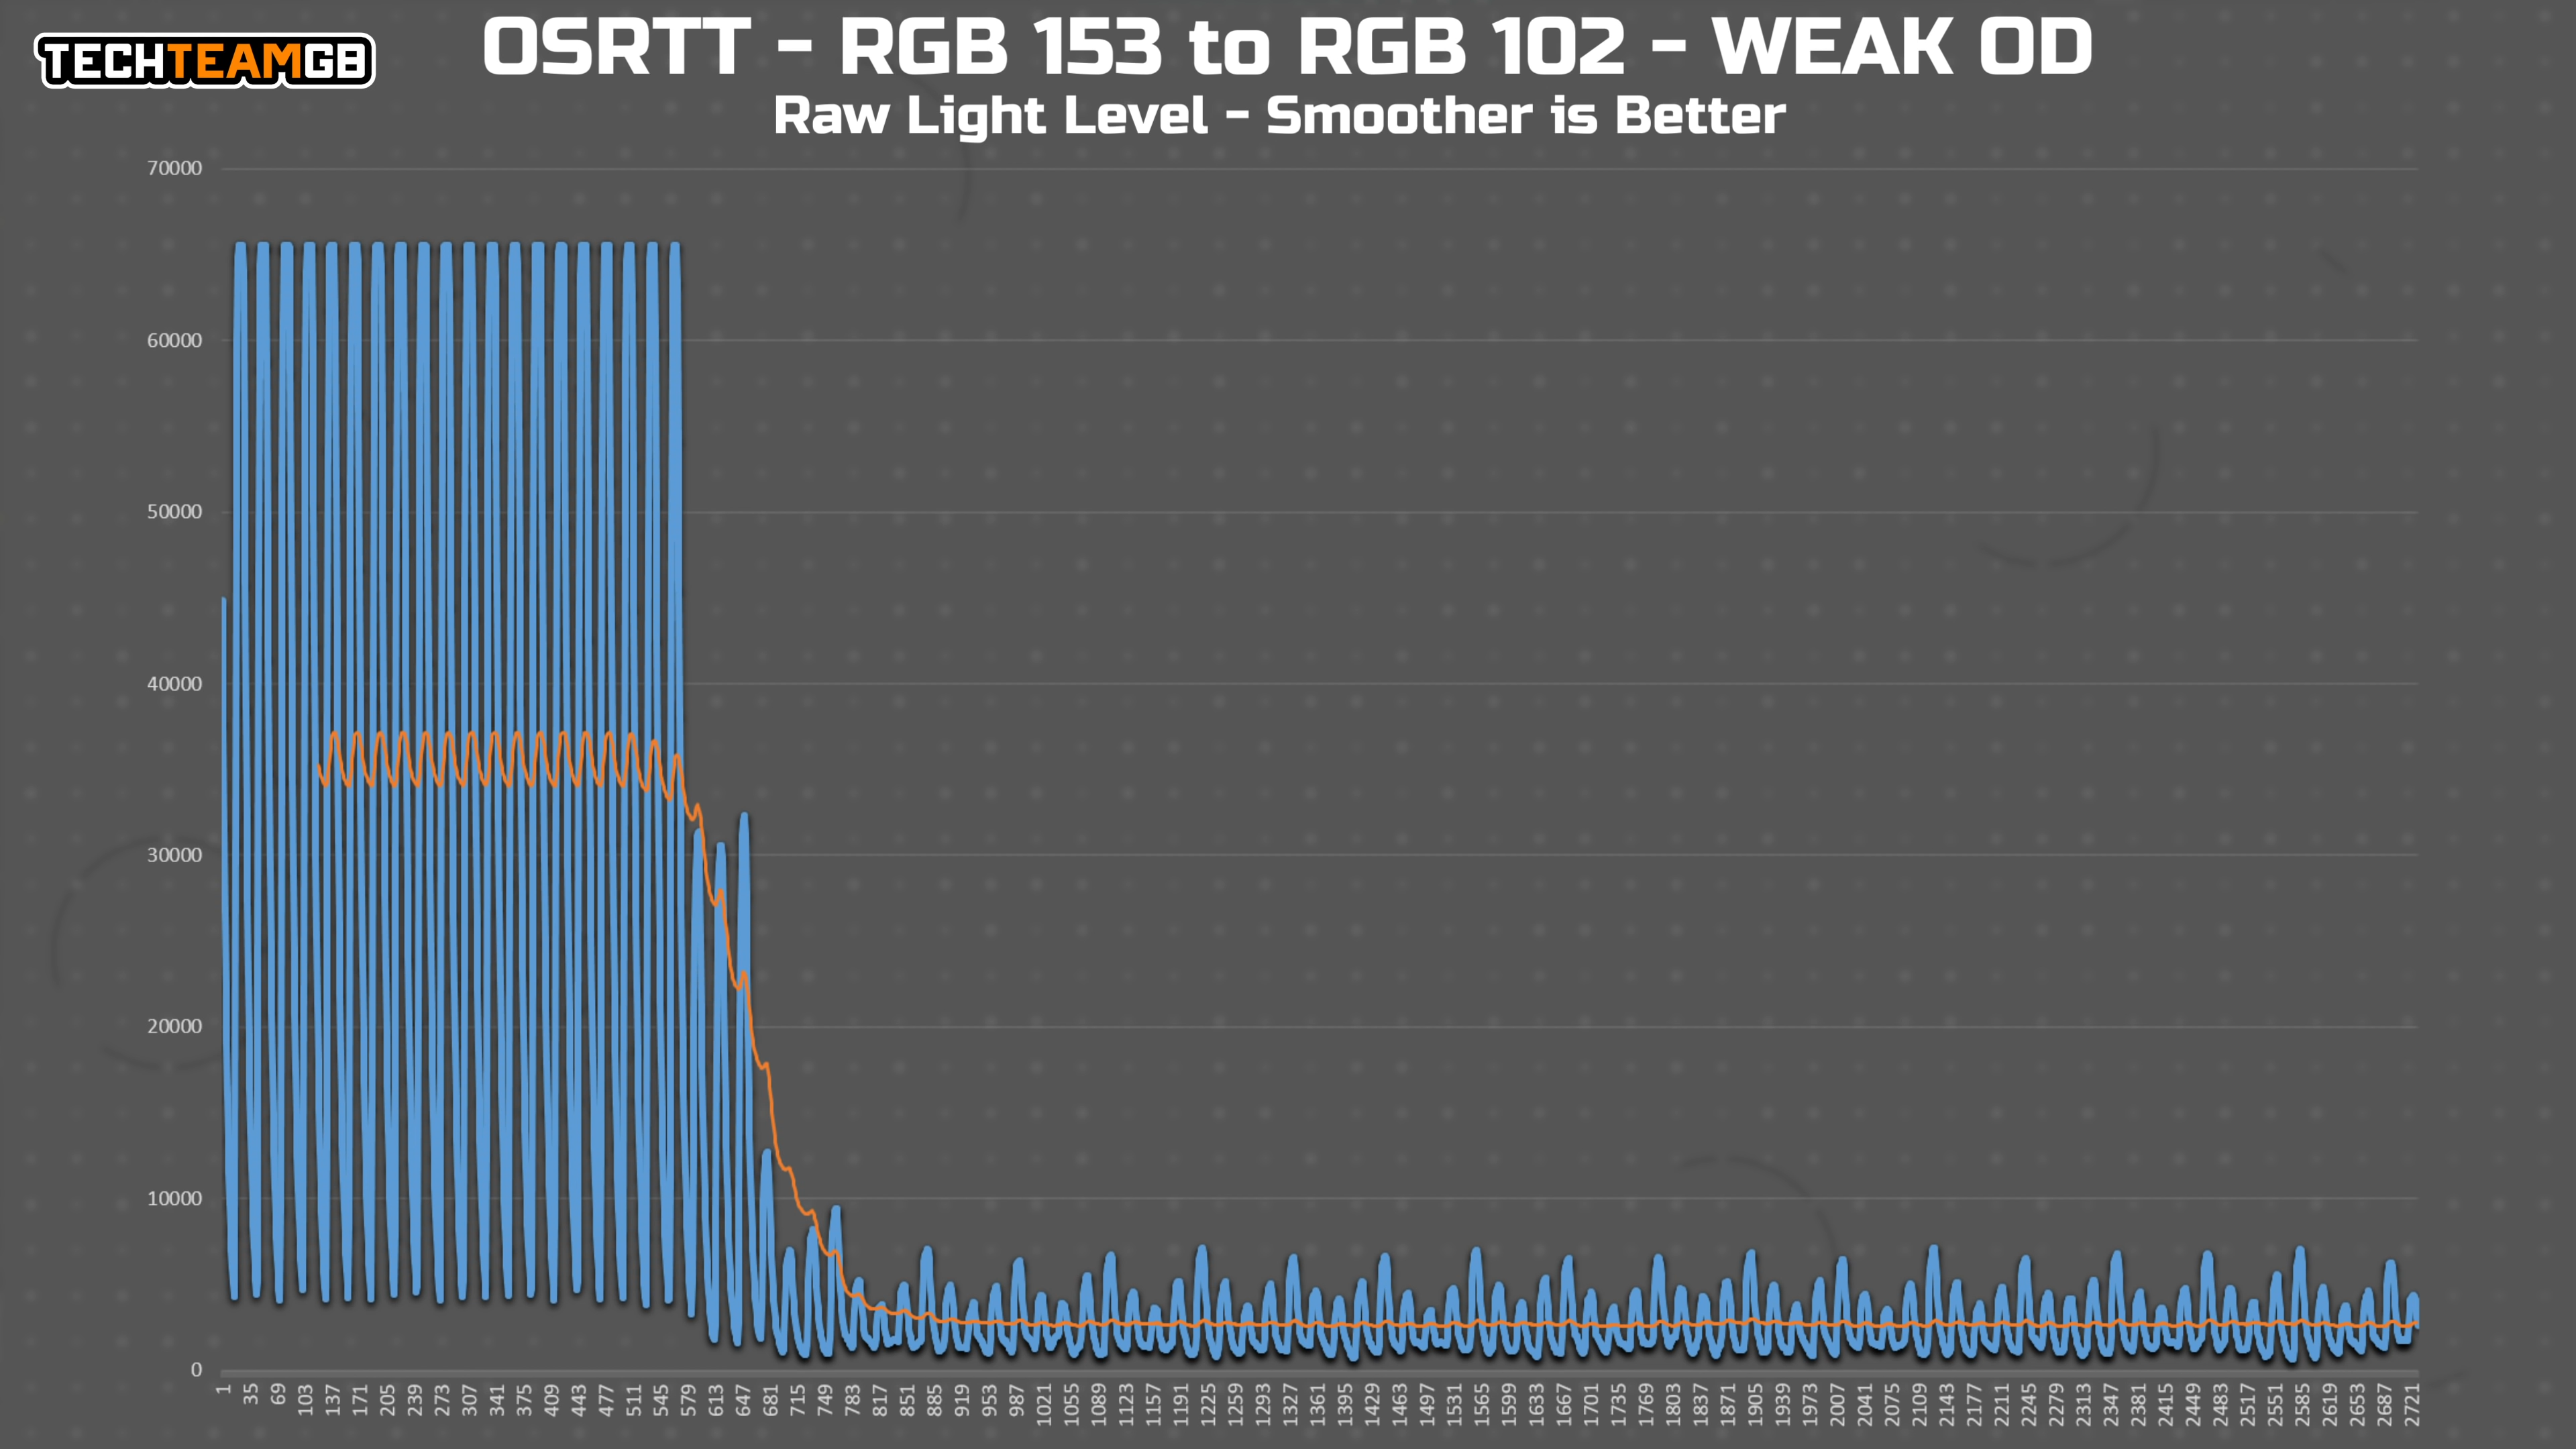 TECHTEAMGB
OSRTT - RGB 153 to RGB 102 - WEAK OD
Raw Light Level - Smoother is Better
70000
60000
50000
40000
30000
20000
10000
0
1 35 69 103 137 171 205 239 273 307 341 375 409 443 477 511 545 579 613 647 681 715 749 783 817 851 885 919 953 987 1021 1055 1089 1123 1157 1191 1225 1259 1293 1327 1361 1395 1429 1463 1497 1531 1565 1599 1633 1667 1701 1735 1769 1803 1837 1871 1905 1939 1973 2007 2041 2075 2109 2143 2177 2211 2245 2279 2313 2347 2381 2415 2449 2483 2517 2551 2585 2619 2653 2687 2721